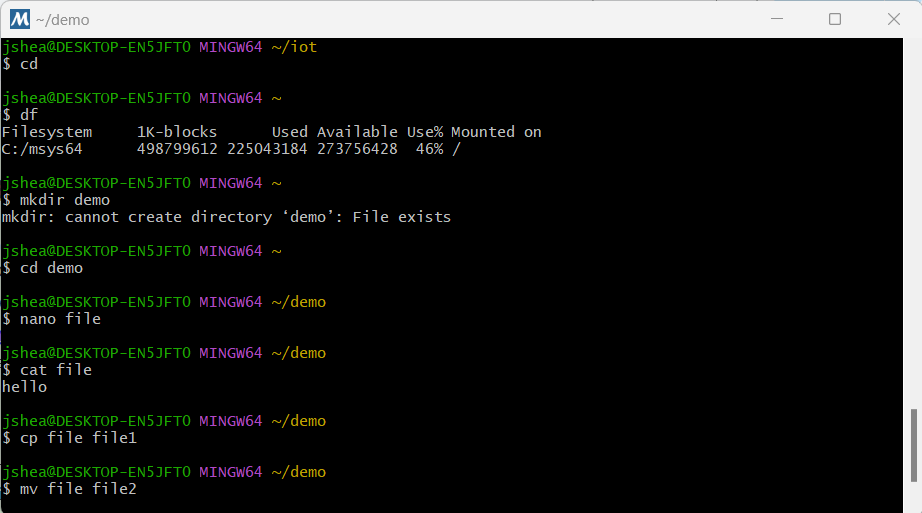 M ~/demo
jshea@DESKTOP-EN5JFT0 MINGW64 ~/iot
$ cd
jshea@DESKTOP-EN5JFT0 MINGW64 ~
$ df
Filesystem     1K-blocks      Used Available Use% Mounted on
C:/msys64      498799612 225043184 273756428  46% /
jshea@DESKTOP-EN5JFT0 MINGW64 ~
$ mkdir demo
mkdir: cannot create directory ‘demo’: File exists
jshea@DESKTOP-EN5JFT0 MINGW64 ~
$ cd demo
jshea@DESKTOP-EN5JFT0 MINGW64 ~/demo
$ nano file
jshea@DESKTOP-EN5JFT0 MINGW64 ~/demo
$ cat file
hello
jshea@DESKTOP-EN5JFT0 MINGW64 ~/demo
$ cp file file1
jshea@DESKTOP-EN5JFT0 MINGW64 ~/demo
$ mv file file2